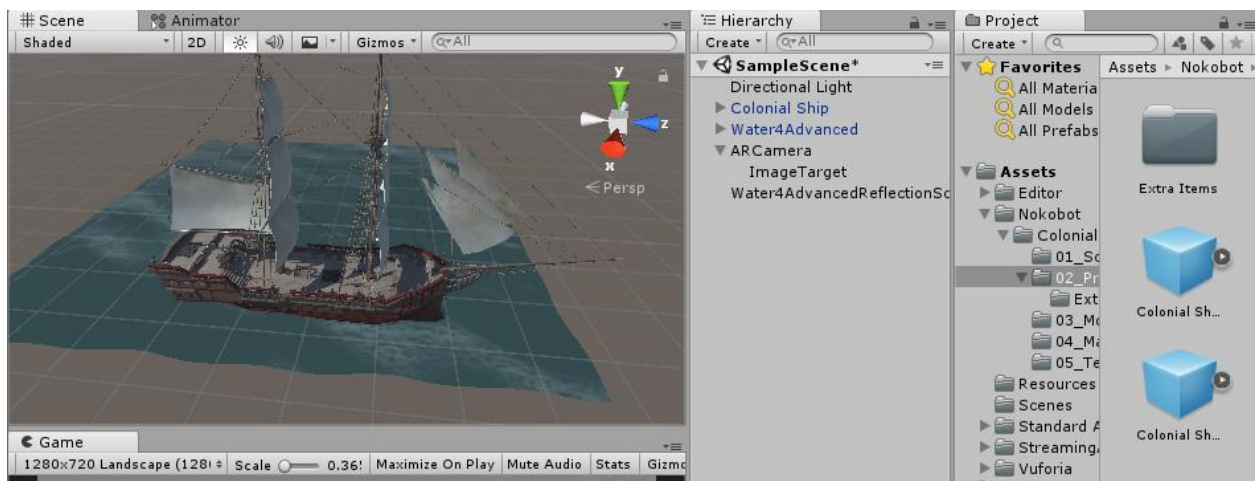 Scene
Animator
Shaded
2D
Gizmos
All
y
z
x
Persp
Game
1280x720 Landscape (128
Scale
0.36
Maximize On Play
Mute Audio
Stats
Gizmo
Hierarchy
Create
All
SampleScene*
Directional Light
Colonial Ship
Water4Advanced
ARCamera
ImageTarget
Water4AdvancedReflectionSc
Project
Create
Favorites
All Materia
All Models
All Prefabs
Assets
Editor
Nokobot
Colonial
01_Sc
02_Pr
Ext
03_Mo
04_Ma
05_Te
Resources
Scenes
Standard A
Streaming
Vuforia
Assets
Nokobot
Extra Items
Colonial Sh...
Colonial Sh...